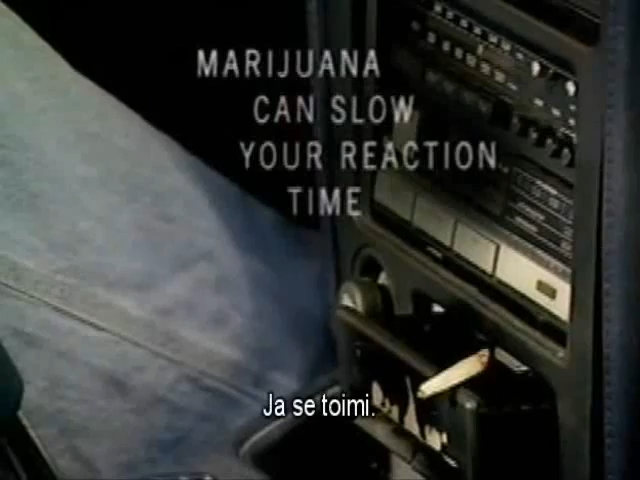 MARIJUANA
CAN SLOW
YOUR REACTION
TIME
Ja se toimi.